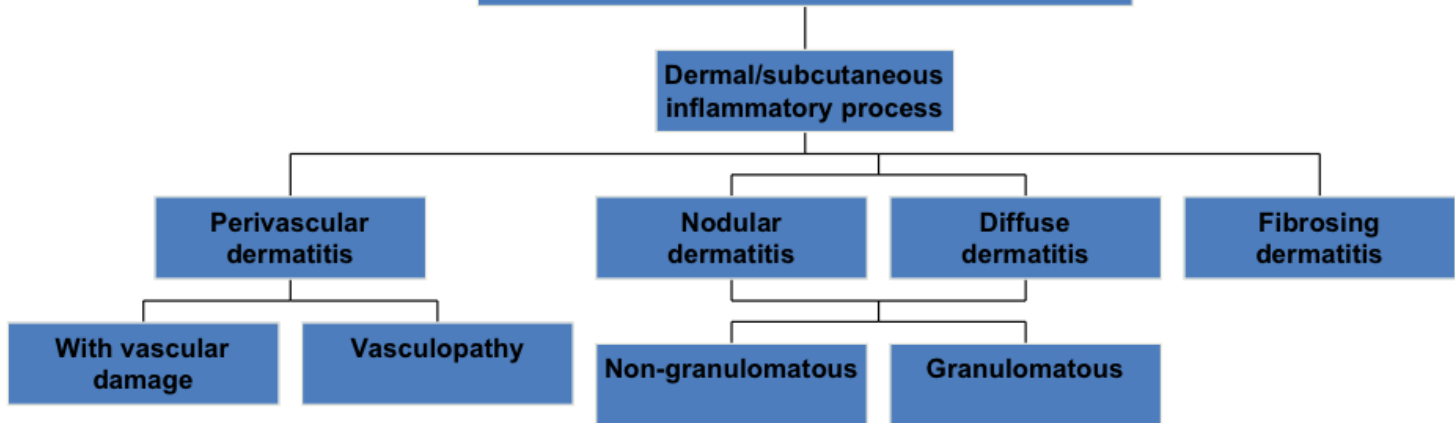 Dermal/subcutaneous
inflammatory process
Perivascular
dermatitis
Nodular
dermatitis
Diffuse
dermatitis
Fibrosing
dermatitis
With vascular
damage
Vasculopathy
Non-granulomatous
Granulomatous